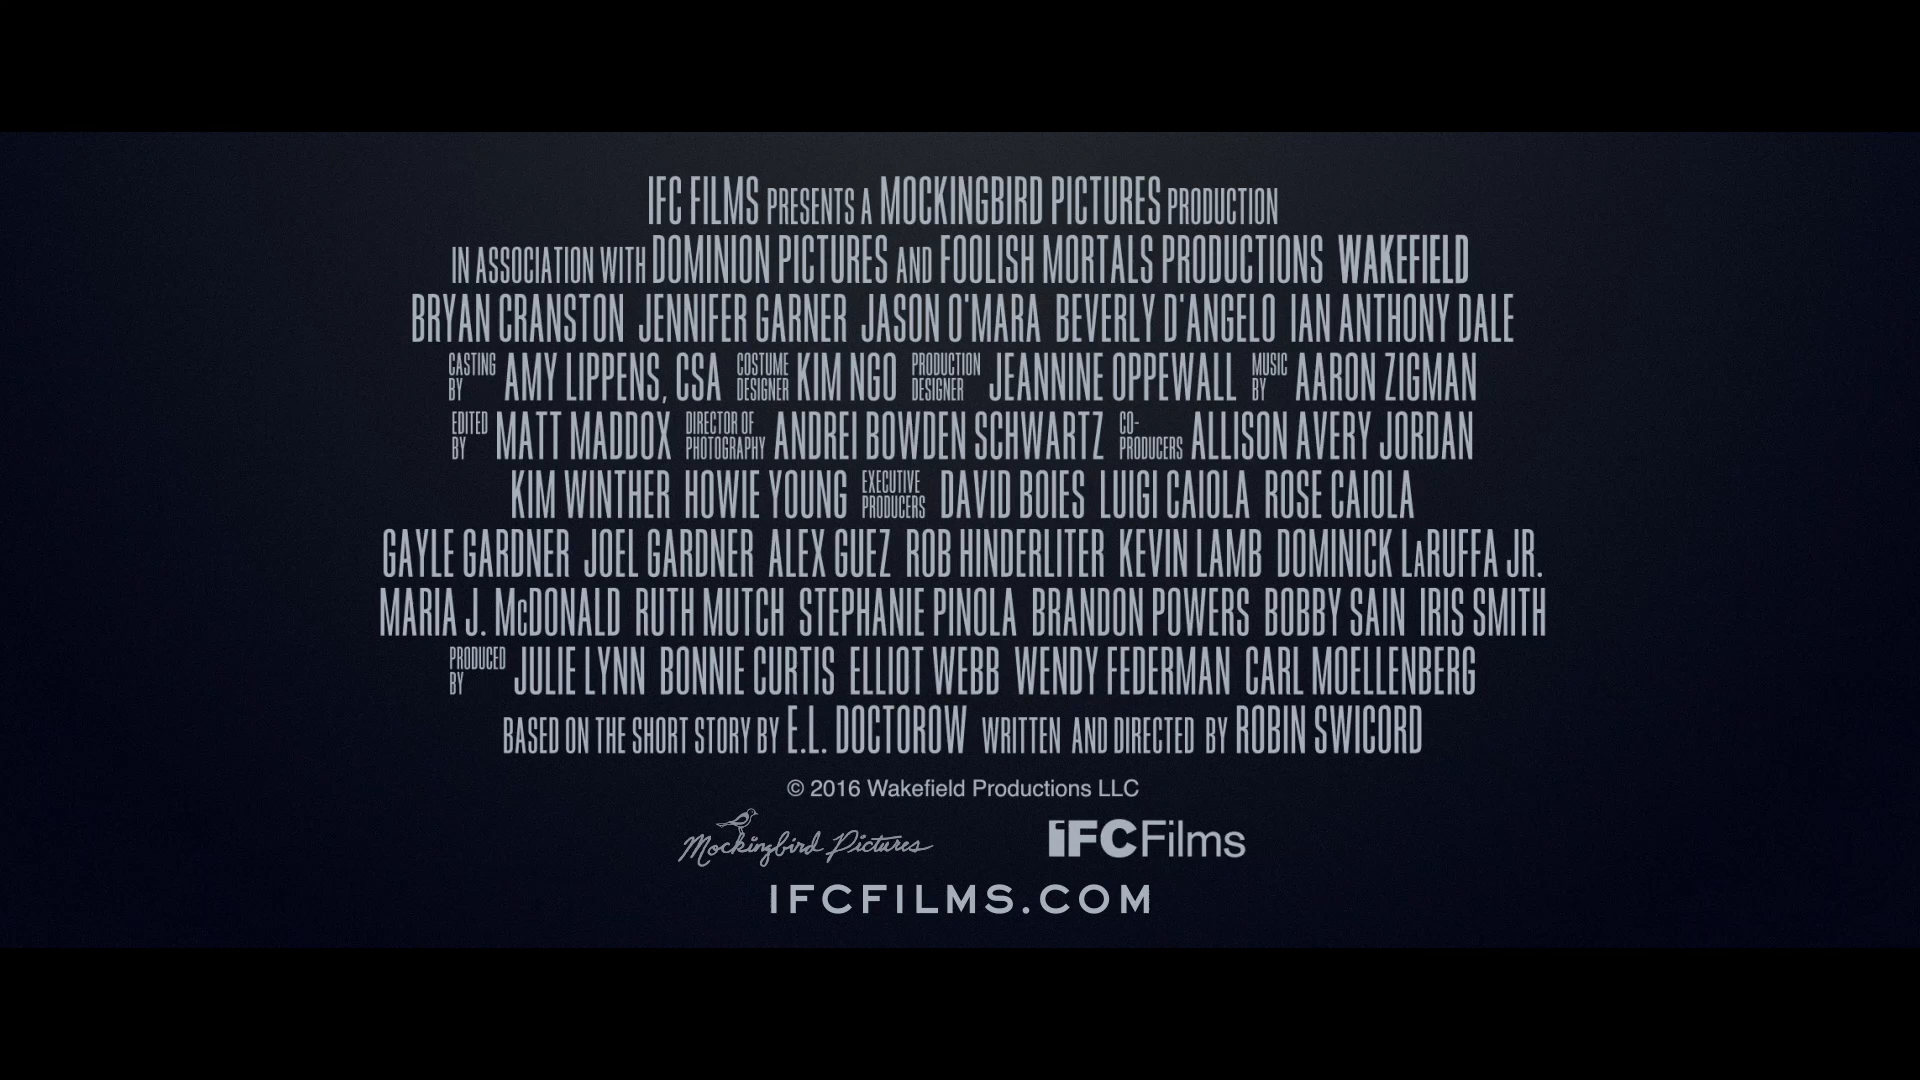 IFC FILMS PRESENTS A MOCKINGBIRD PICTURES PRODUCTION
IN ASSOCIATION WITH DOMINION PICTURES AND FOOLISH MORTALS PRODUCTIONS WAKEFIELD
BRYAN CRANSTON JENNIFER GARNER JASON O'MARA BEVERLY D'ANGELO IAN ANTHONY DALE
CASTING BY AMY LIPPENS, CSA COSTUME DESIGNER KIM NGO PRODUCTION DESIGNER JEANNINE OPPEWALL MUSIC BY AARON ZIGMAN
EDITED BY MATT MADDOX DIRECTOR OF PHOTOGRAPHY ANDREI BOWDEN SCHWARTZ CO-PRODUCERS ALLISON AVERY JORDAN
KIM WINTHER HOWIE YOUNG EXECUTIVE PRODUCERS DAVID BOIES LUIGI CAIOLA ROSE CAIOLA
GAYLE GARDNER JOEL GARDNER ALEX GUEZ ROB HINDERLITER KEVIN LAMB DOMINICK LaRUFFA JR.
MARIA J. McDONALD RUTH MUTCH STEPHANIE PINOLA BRANDON POWERS BOBBY SAIN IRIS SMITH
PRODUCED BY JULIE LYNN BONNIE CURTIS ELLIOT WEBB WENDY FEDERMAN CARL MOELLENBERG
BASED ON THE SHORT STORY BY E.L. DOCTOROW WRITTEN AND DIRECTED BY ROBIN SWICORD
© 2016 Wakefield Productions LLC
Mockingbird Pictures IFC Films
IFCFILMS.COM